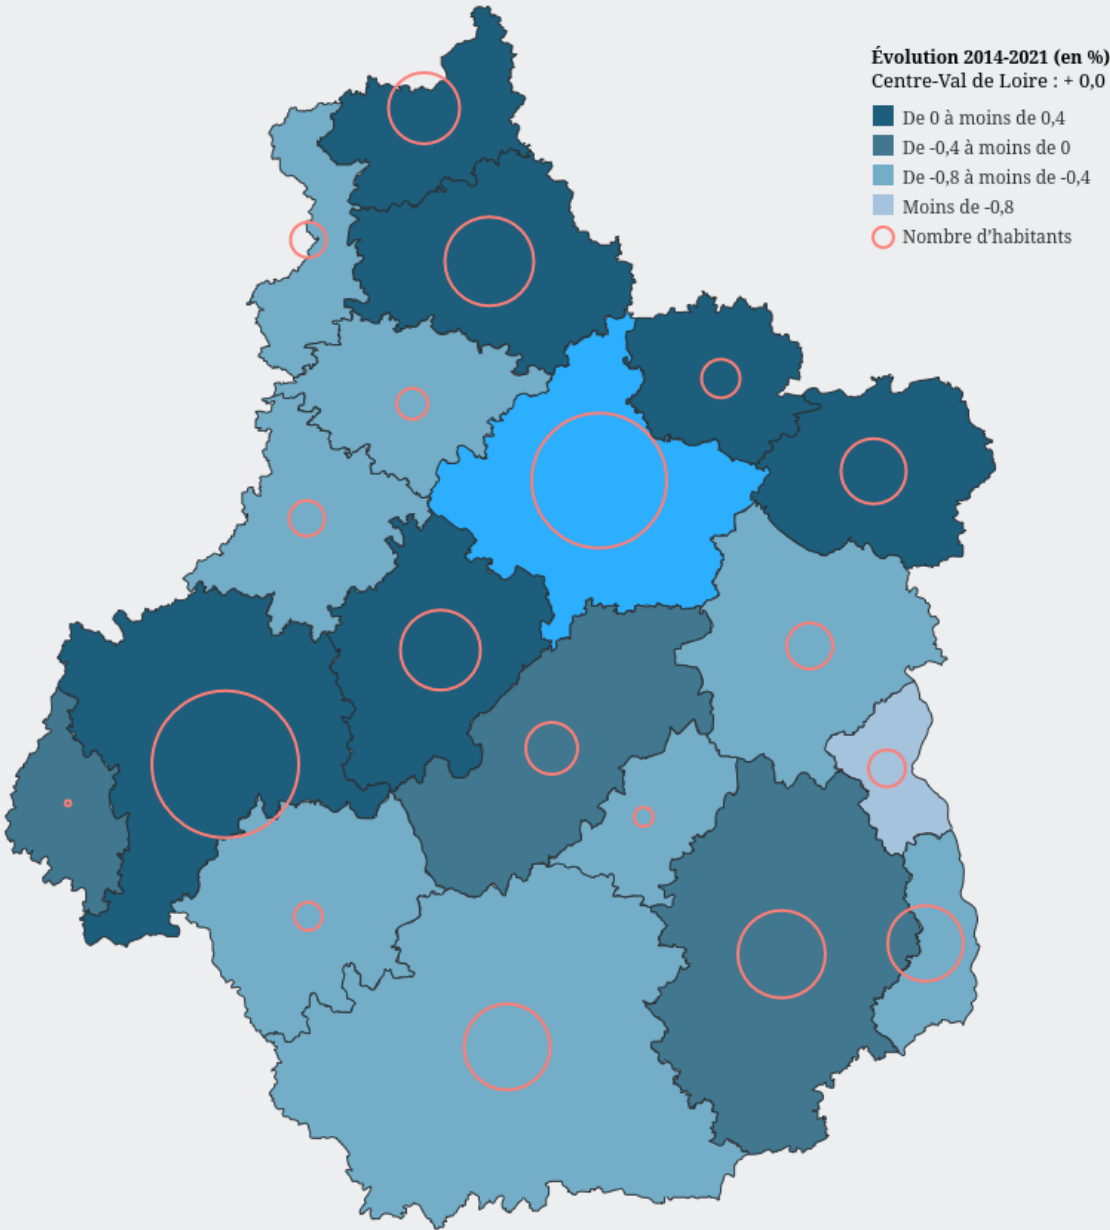 Évolution 2014-2021 (en %)
Centre-Val de Loire : + 0,0
De 0 à moins de 0,4
De -0,4 à moins de 0
De -0,8 à moins de -0,4
Moins de -0,8
Nombre d’habitants